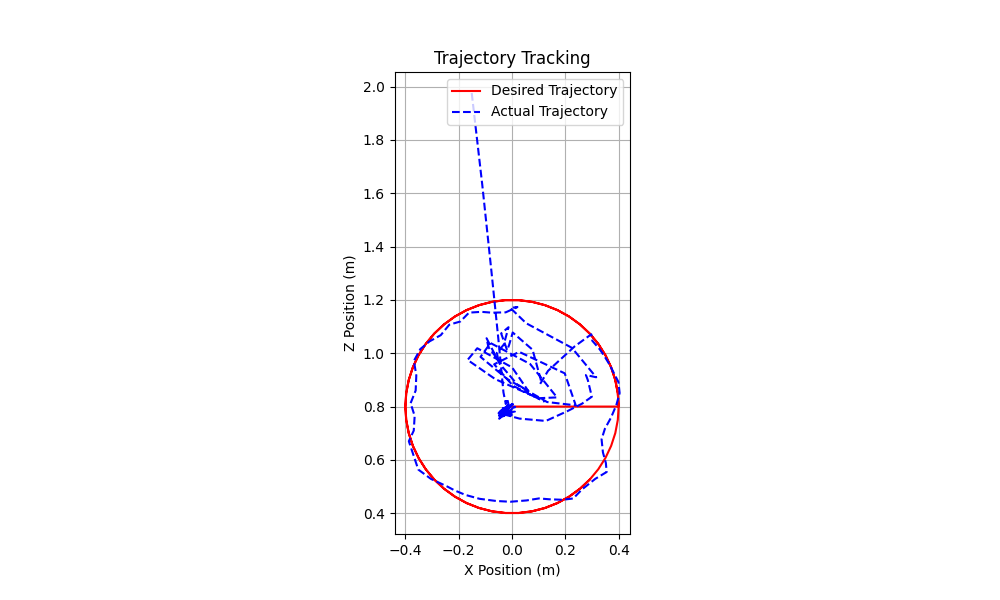 Trajectory Tracking
Desired Trajectory
Actual Trajectory
Z Position (m)
2.0
1.8
1.6
1.4
1.2
1.0
0.8
0.6
0.4
−0.4 −0.2 0.0 0.2 0.4
X Position (m)